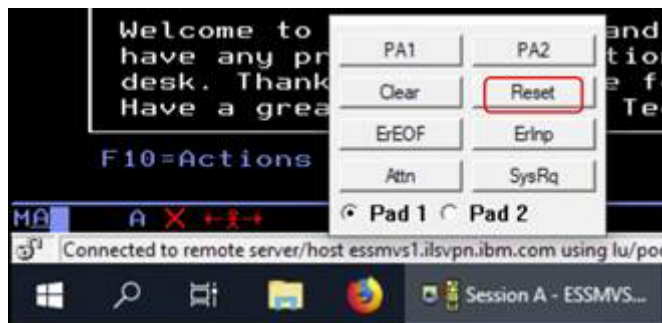 Welcome to
and
have any pr
tio
desk. Thank
e f
Have a grea
Te
PA1 PA2
Clear Reset
ErEOF ErInp
Attn SysRq
Pad 1 Pad 2
F10=Actions
MA A X
Connected to remote server/host essmvs1.ilsvpn.ibm.com using lu/poo
Session A - ESSMVS...